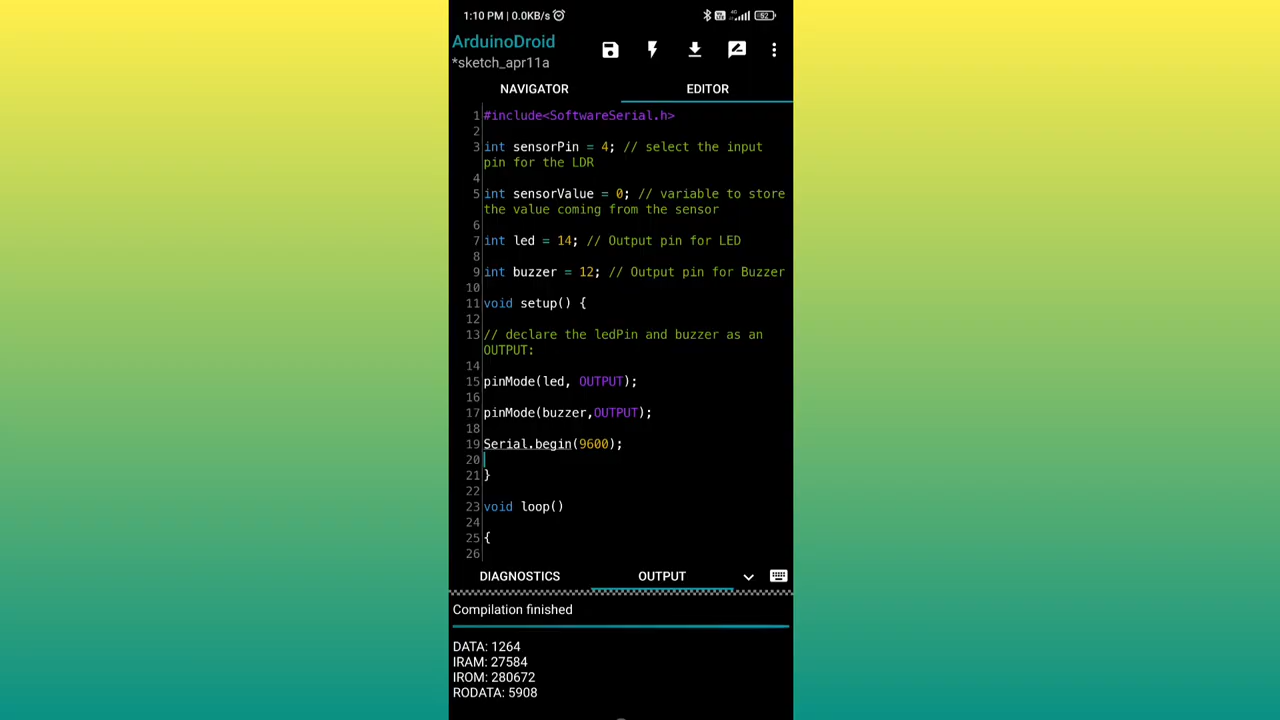 1:10 PM | 0.0KB/s
4G
52
ArduinoDroid
*sketch_apr11a
NAVIGATOR
EDITOR
1 #include<SoftwareSerial.h>
2
3 int sensorPin = 4; // select the input
pin for the LDR
4
5 int sensorValue = 0; // variable to store
the value coming from the sensor
6
7 int led = 14; // Output pin for LED
8
9 int buzzer = 12; // Output pin for Buzzer
10
11 void setup() {
12
13 // declare the ledPin and buzzer as an
OUTPUT:
14
15 pinMode(led, OUTPUT);
16
17 pinMode(buzzer,OUTPUT);
18
19 Serial.begin(9600);
20
21 }
22
23 void loop()
24
25 {
26
DIAGNOSTICS
OUTPUT
Compilation finished
DATA: 1264
IRAM: 27584
IROM: 280672
RODATA: 5908